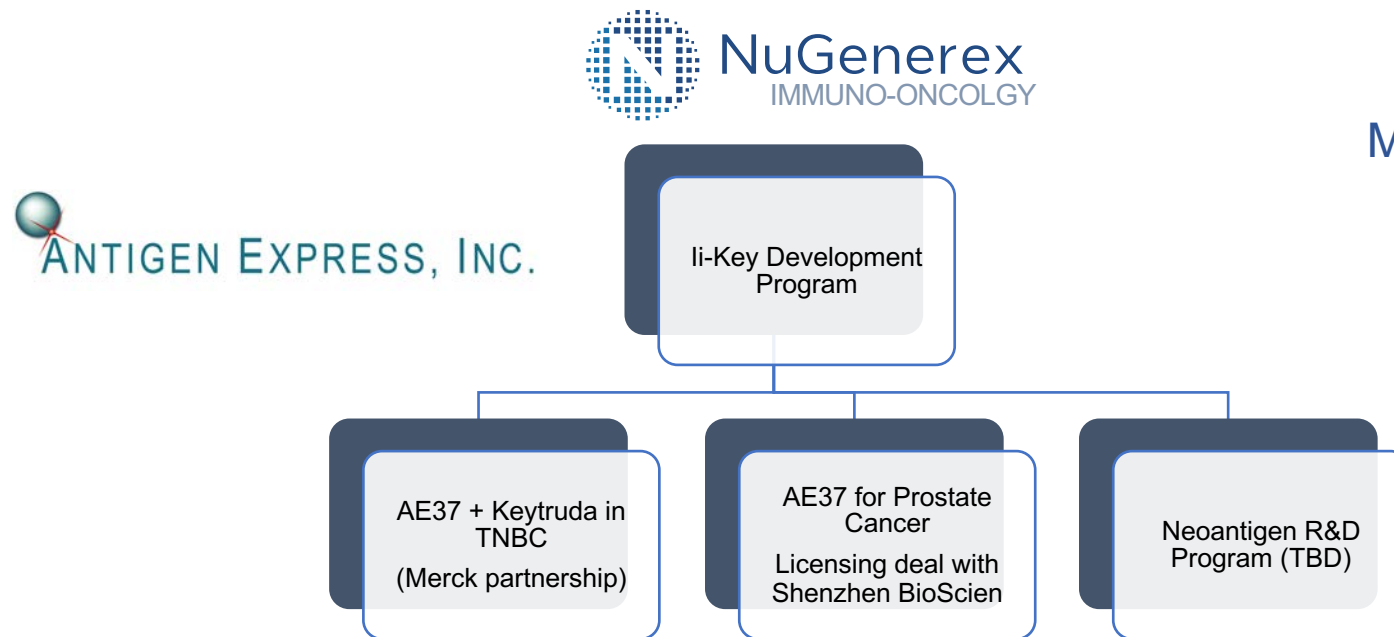 NuGenerex
IMMUNO-ONCOLGY
M
ANTIGEN EXPRESS, INC.
Ii-Key Development
Program
AE37 + Keytruda in
TNBC
(Merck partnership)
AE37 for Prostate
Cancer
Licensing deal with
Shenzhen BioScien
Neoantigen R&D
Program (TBD)